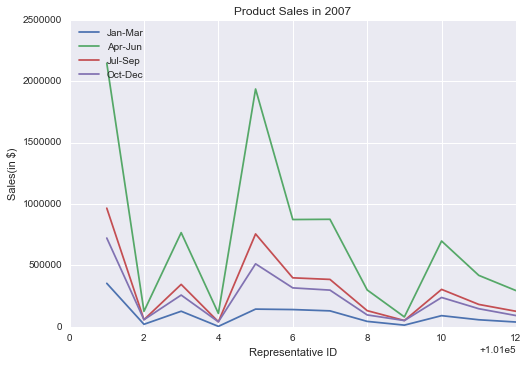 Product Sales in 2007
2500000
2000000
1500000
1000000
500000
0
Sales(in $)
Jan-Mar
Apr-Jun
Jul-Sep
Oct-Dec
0 2 4 6 8 10 12
Representative ID
+1.01e5